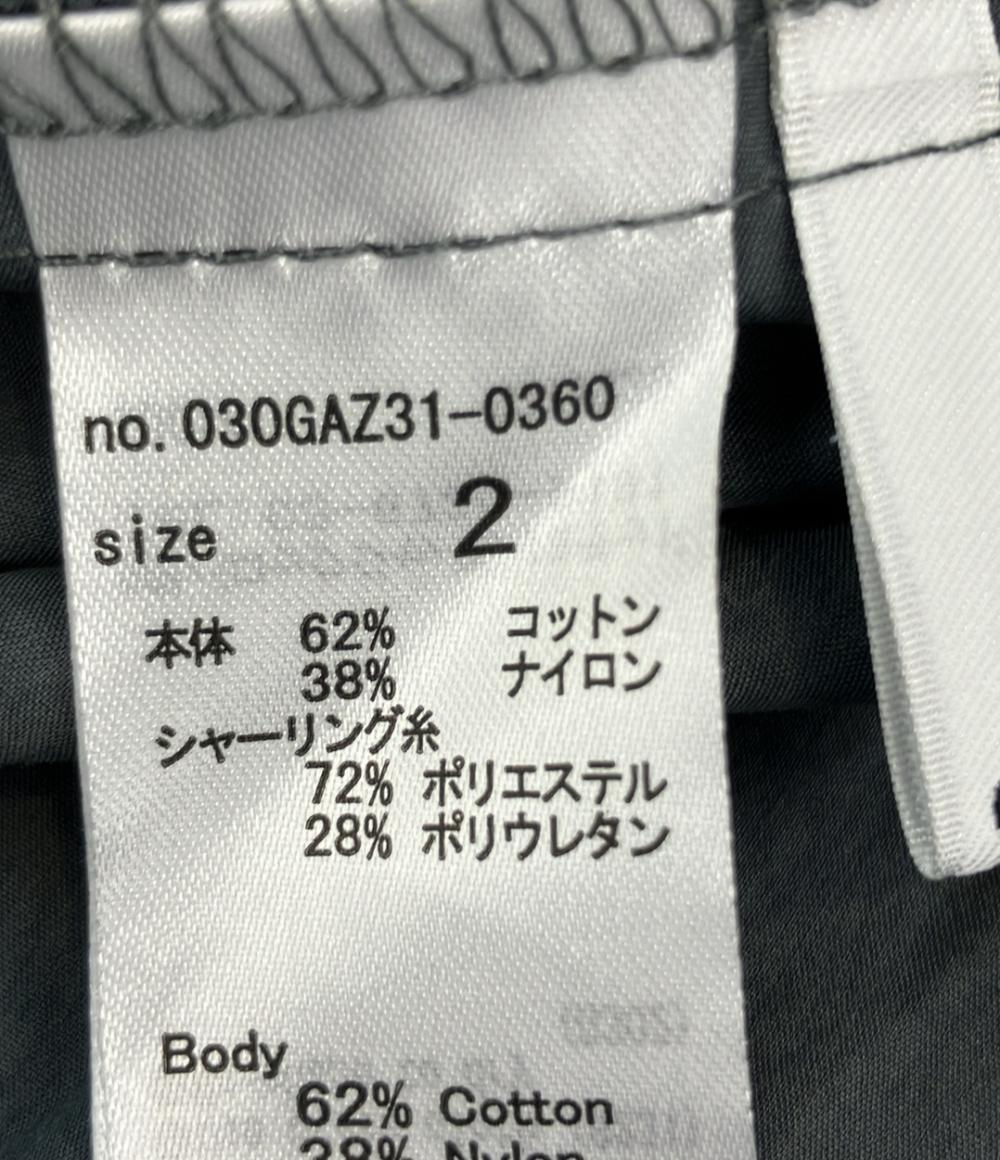 no. 030GAZ31-0360
size 2
本体 62% コットン
38% ナイロン
シャーリング糸
72% ポリエステル
28% ポリウレタン
Body
62% Cotton
38% Nylon